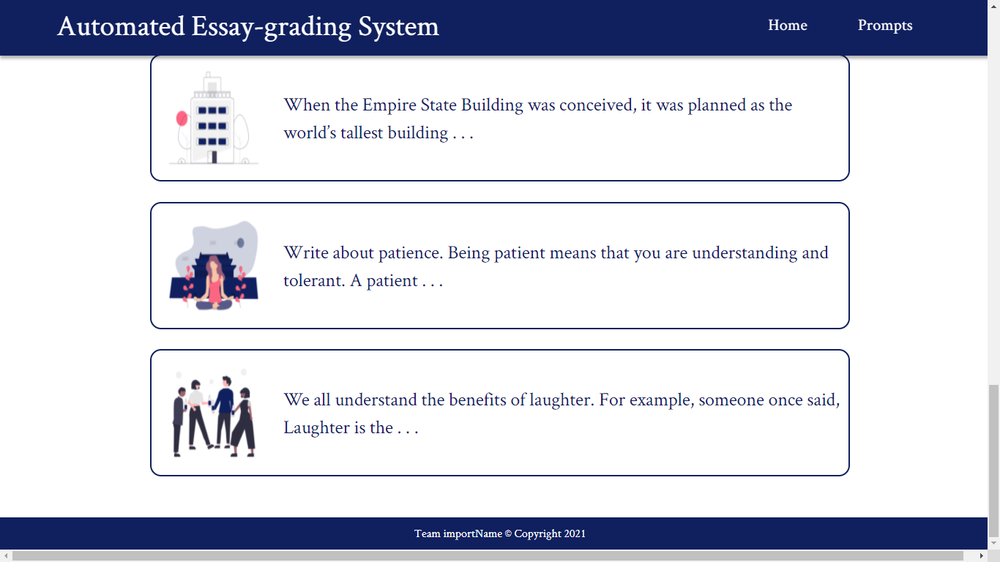 Automated Essay-grading System
Home
Prompts
When the Empire State Building was conceived, it was planned as the
world’s tallest building . . .
Write about patience. Being patient means that you are understanding and
tolerant. A patient . . .
We all understand the benefits of laughter. For example, someone once said,
Laughter is the . . .
Team importName © Copyright 2021